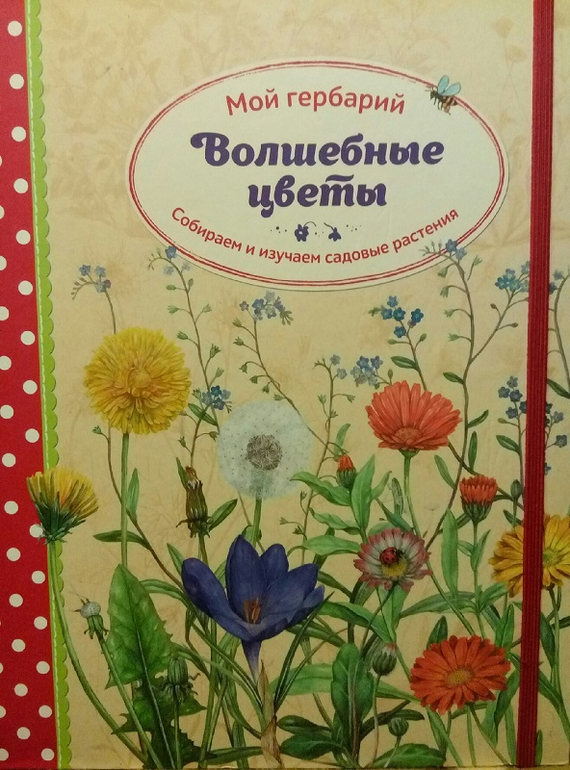 Мой гербарий
Волшебные
цветы
Собираем и изучаем садовые растения